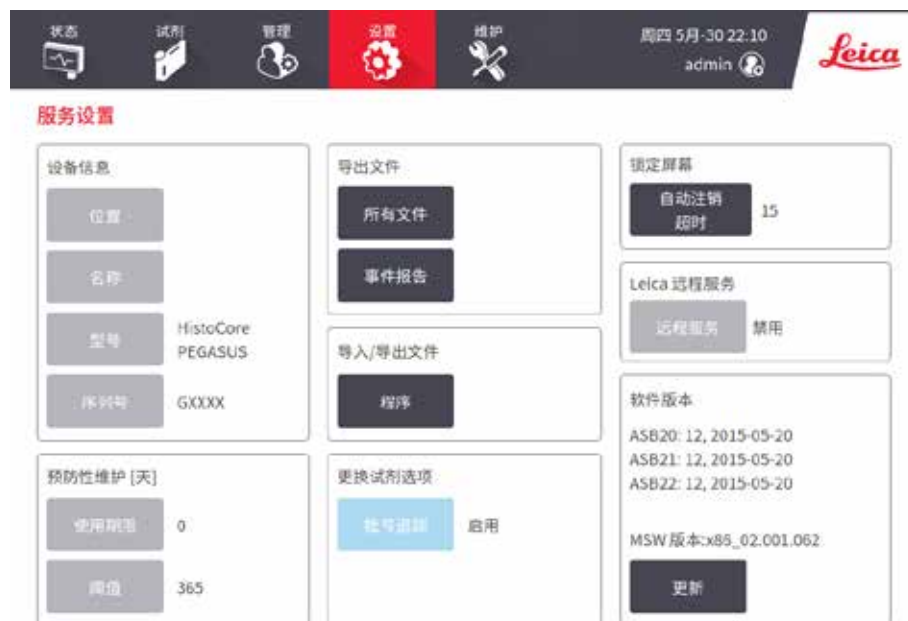 状态
试剂
管理
设置
维护
周四 5月-30 22:10
admin
Leica
服务设置
设备信息
位置
名称
型号
HistoCore
PEGASUS
序列号
GXXXX
预防性维护 [天]
使用期限
0
阈值
365
导出文件
所有文件
事件报告
导入/导出文件
程序
更换试剂选项
批号追踪
启用
锁定屏幕
自动注销
超时
15
Leica 远程服务
远程服务
禁用
软件版本
ASB20: 12, 2015-05-20
ASB21: 12, 2015-05-20
ASB22: 12, 2015-05-20
MSW 版本:x86_02.001.062
更新